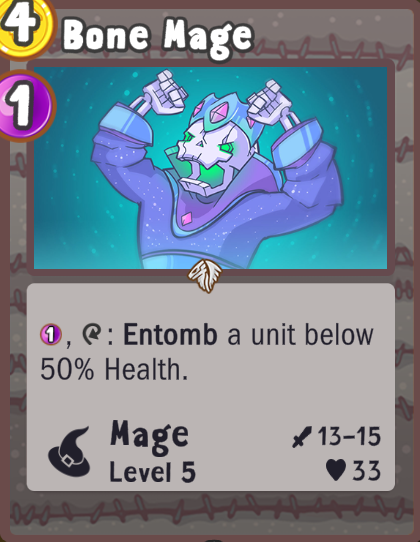 4
Bone Mage
1
1, : Entomb a unit below
50% Health.
Mage
13–15
Level 5
33